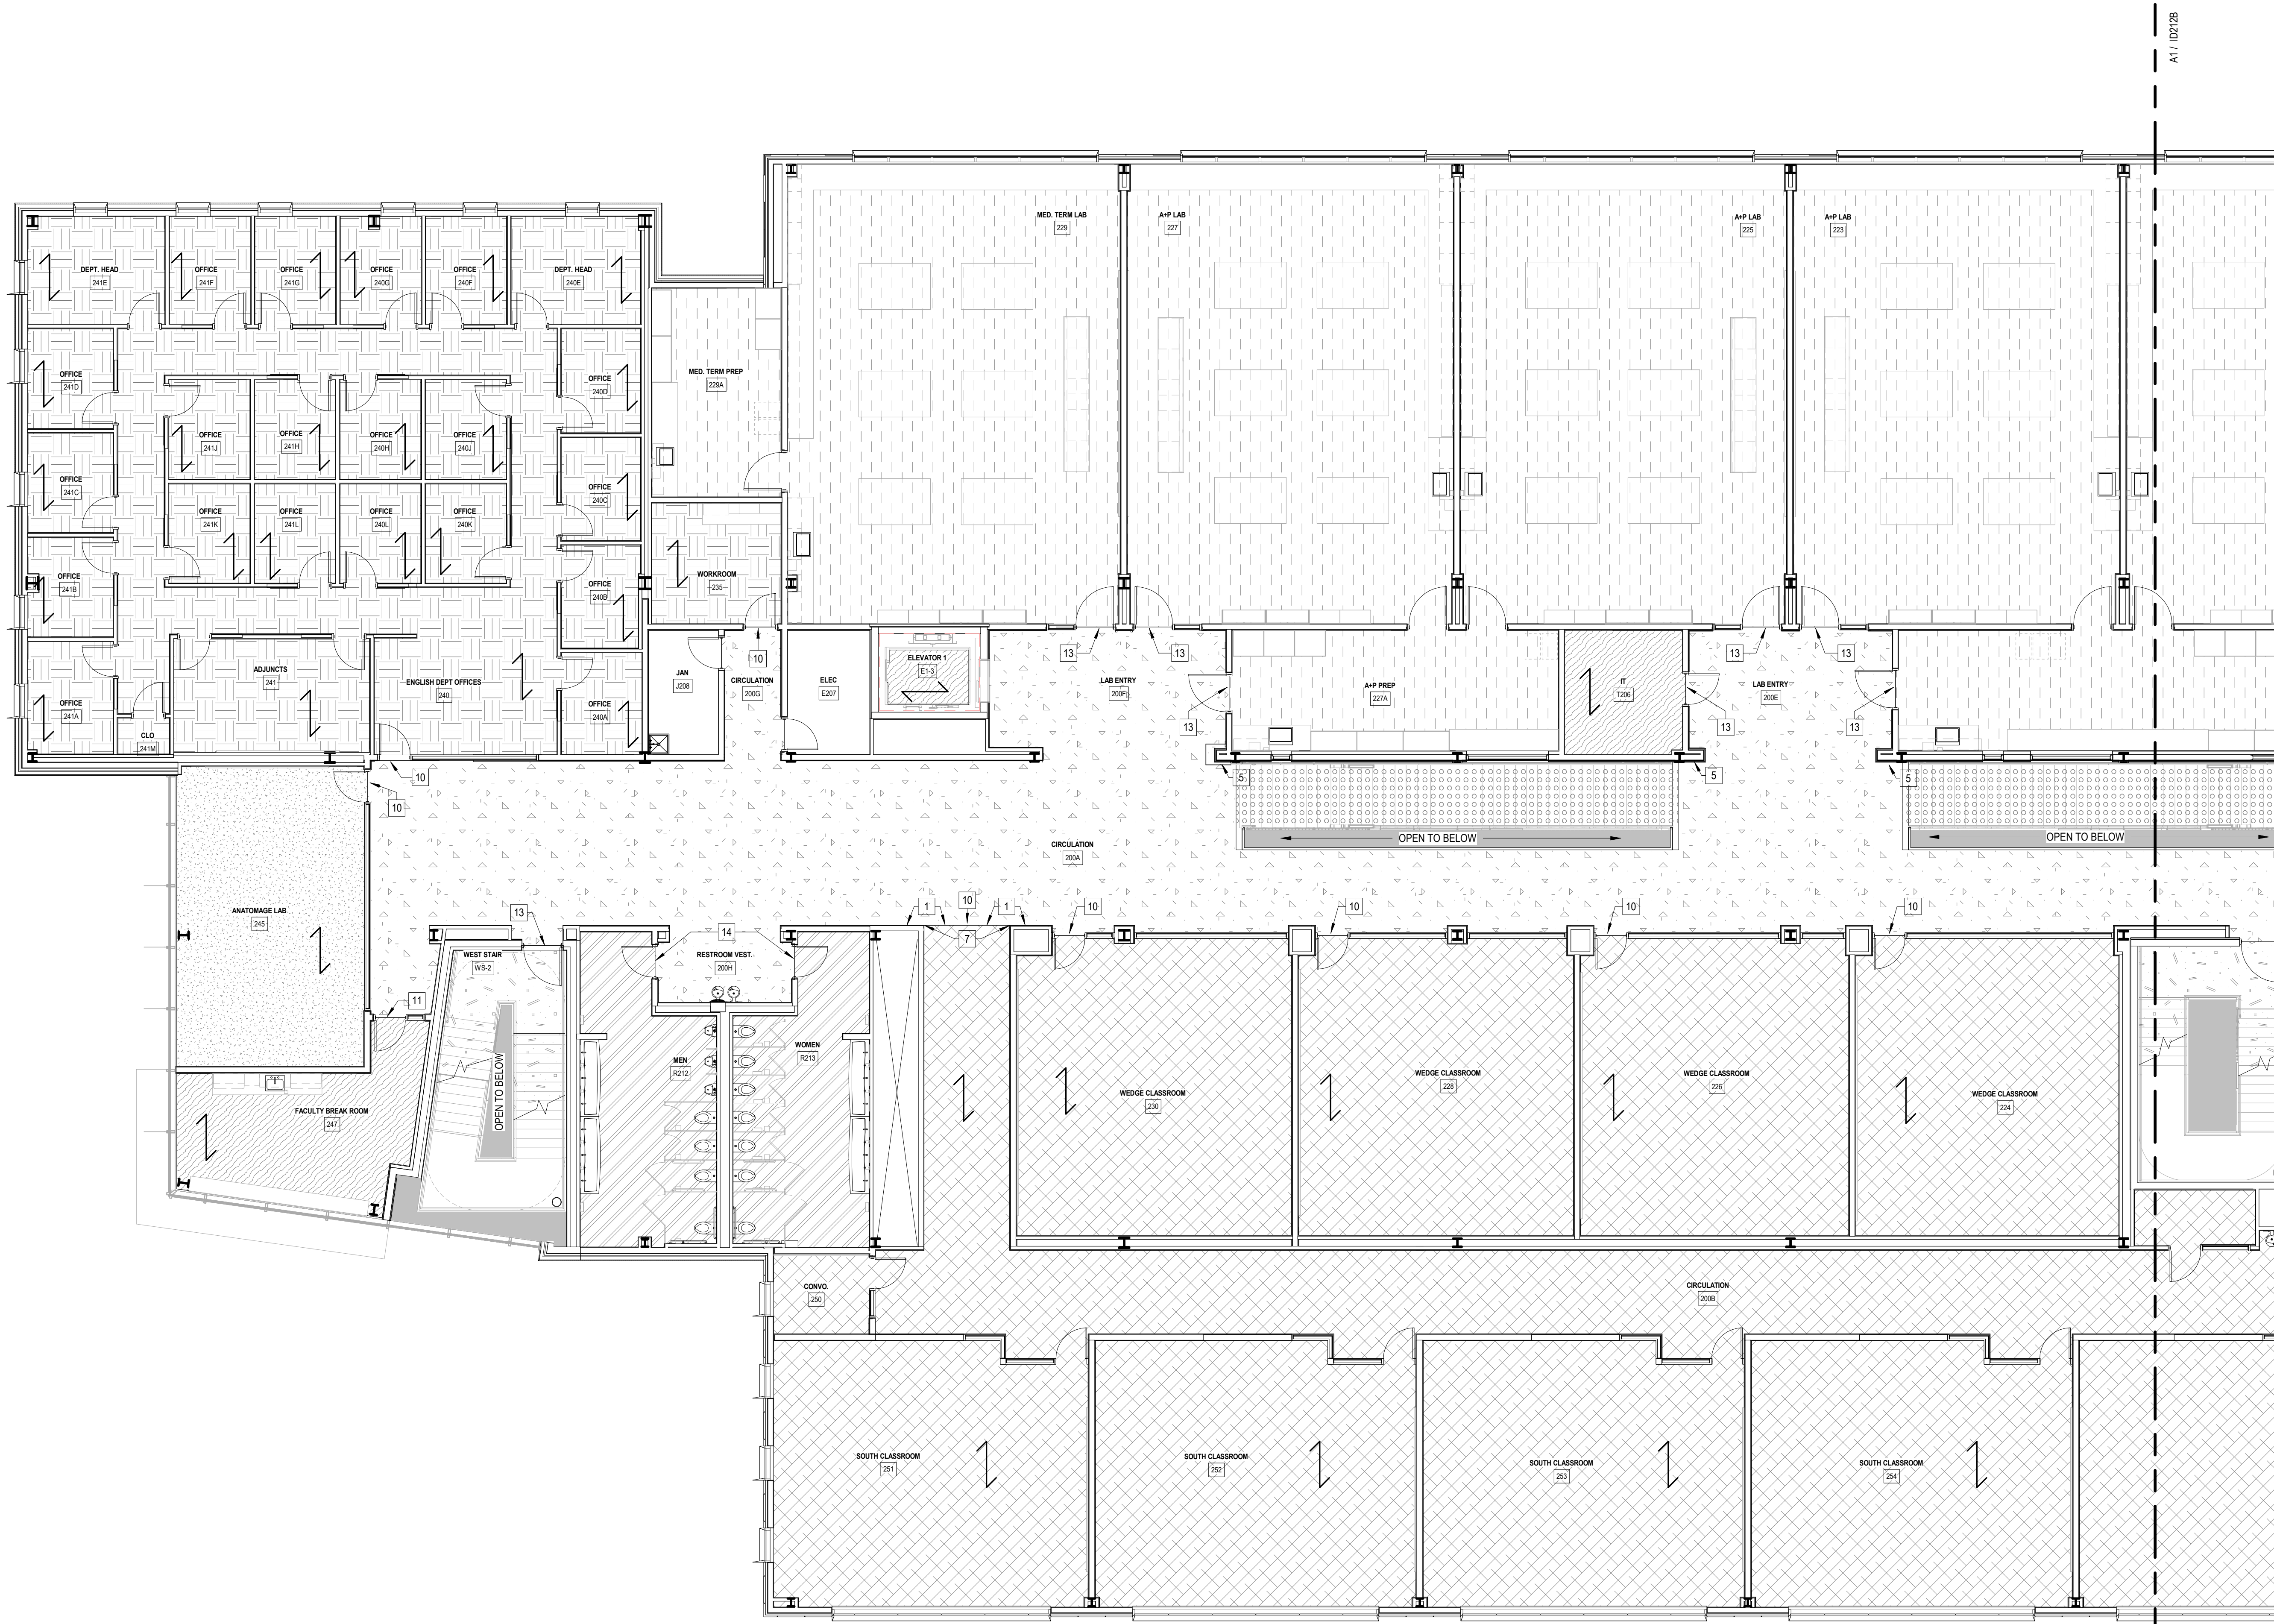 A1 / ID212B
MED. TERM LAB
229
A+P LAB
227
A+P LAB
225
A+P LAB
223
DEPT. HEAD
241E
OFFICE
241F
OFFICE
241G
OFFICE
240G
OFFICE
240F
DEPT. HEAD
240E
OFFICE
241D
OFFICE
240D
MED. TERM PREP
229A
OFFICE
241J
OFFICE
241H
OFFICE
240H
OFFICE
240J
OFFICE
241C
OFFICE
240C
OFFICE
241K
OFFICE
241L
OFFICE
240L
OFFICE
240K
OFFICE
241B
OFFICE
240B
WORKROOM
235
10
13
13
13
13
ADJUNCTS
241
ENGLISH DEPT OFFICES
240
JAN
J208
CIRCULATION
200G
ELEC
E207
ELEVATOR 1
E1-3
LAB ENTRY
200F
A+P PREP
227A
IT
T206
LAB ENTRY
200E
OFFICE
241A
OFFICE
240A
CLO
241M
13
13
13
10
10
5
5
5
OPEN TO BELOW
OPEN TO BELOW
CIRCULATION
200A
ANATOMAGE LAB
245
13
14
1
10
1
7
10
10
10
10
WEST STAIR
WS-2
RESTROOM VEST.
200H
11
OPEN TO BELOW
MEN
R212
WOMEN
R213
FACULTY BREAK ROOM
247
WEDGE CLASSROOM
230
WEDGE CLASSROOM
228
WEDGE CLASSROOM
226
WEDGE CLASSROOM
224
CONVO.
250
CIRCULATION
200B
SOUTH CLASSROOM
251
SOUTH CLASSROOM
252
SOUTH CLASSROOM
253
SOUTH CLASSROOM
254